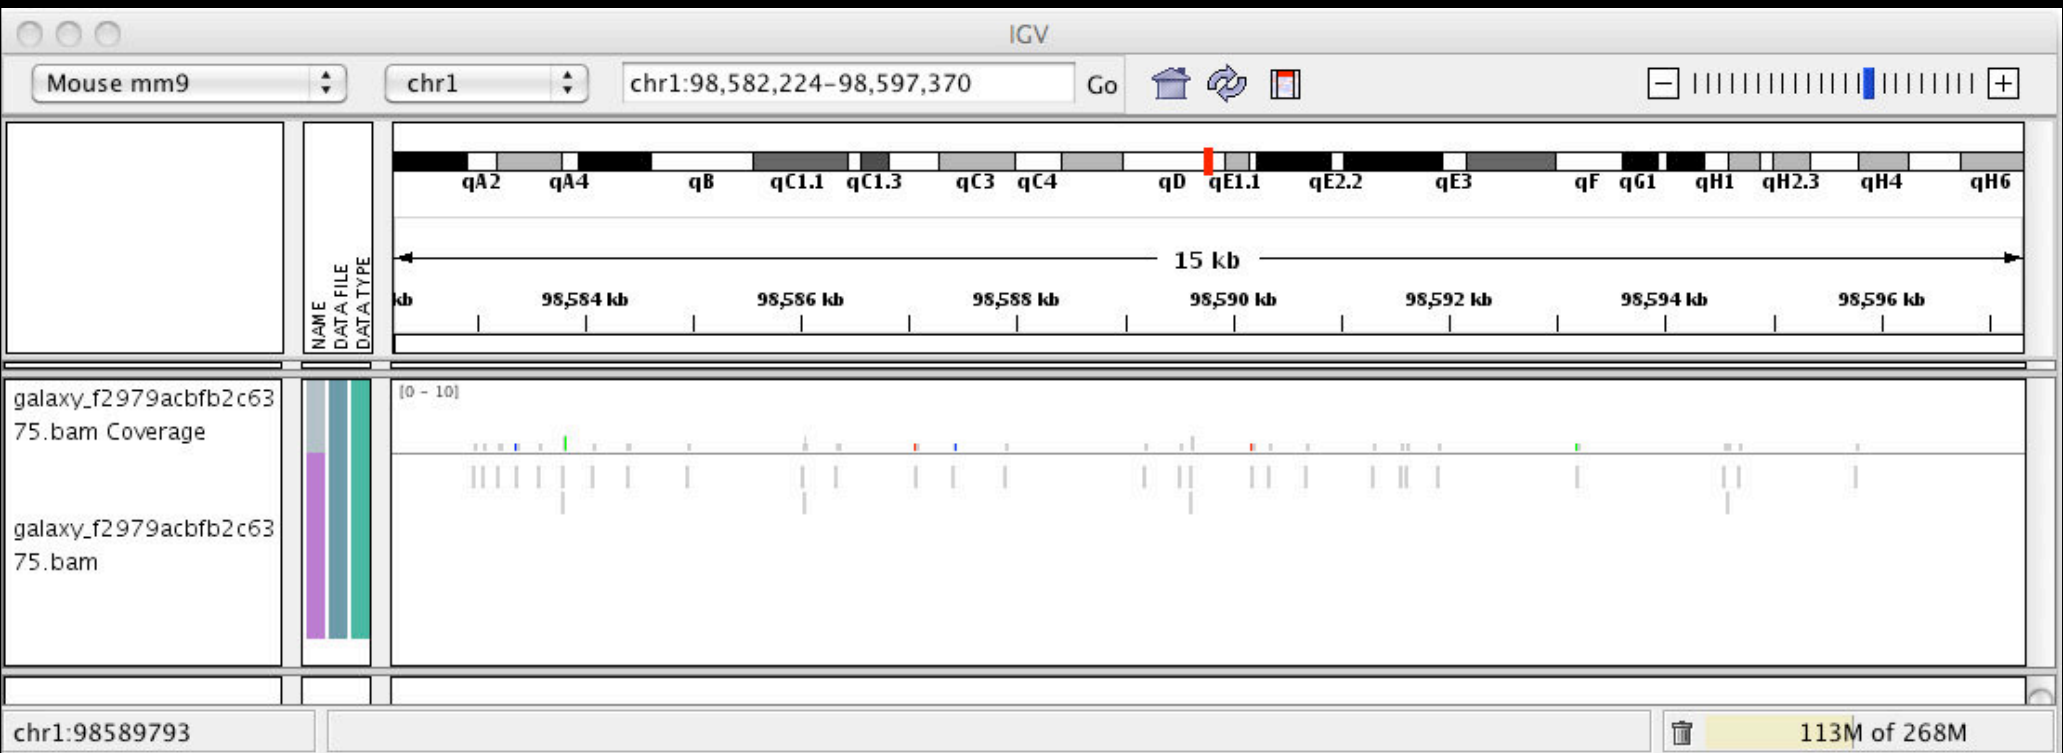 IGV
Mouse mm9 chr1 chr1:98,582,224-98,597,370 Go
qA2 qA4 qB qC1.1 qC1.3 qC3 qC4 qD qE1.1 qE2.2 qE3 qF qG1 qH1 qH2.3 qH4 qH6
15 kb
kb 98,584 kb 98,586 kb 98,588 kb 98,590 kb 98,592 kb 98,594 kb 98,596 kb
NAME
DATA FILE
DATA TYPE
galaxy_f2979acbfb2c63
75.bam Coverage
[0 - 10]
galaxy_f2979acbfb2c63
75.bam
chr1:98589793 113M of 268M